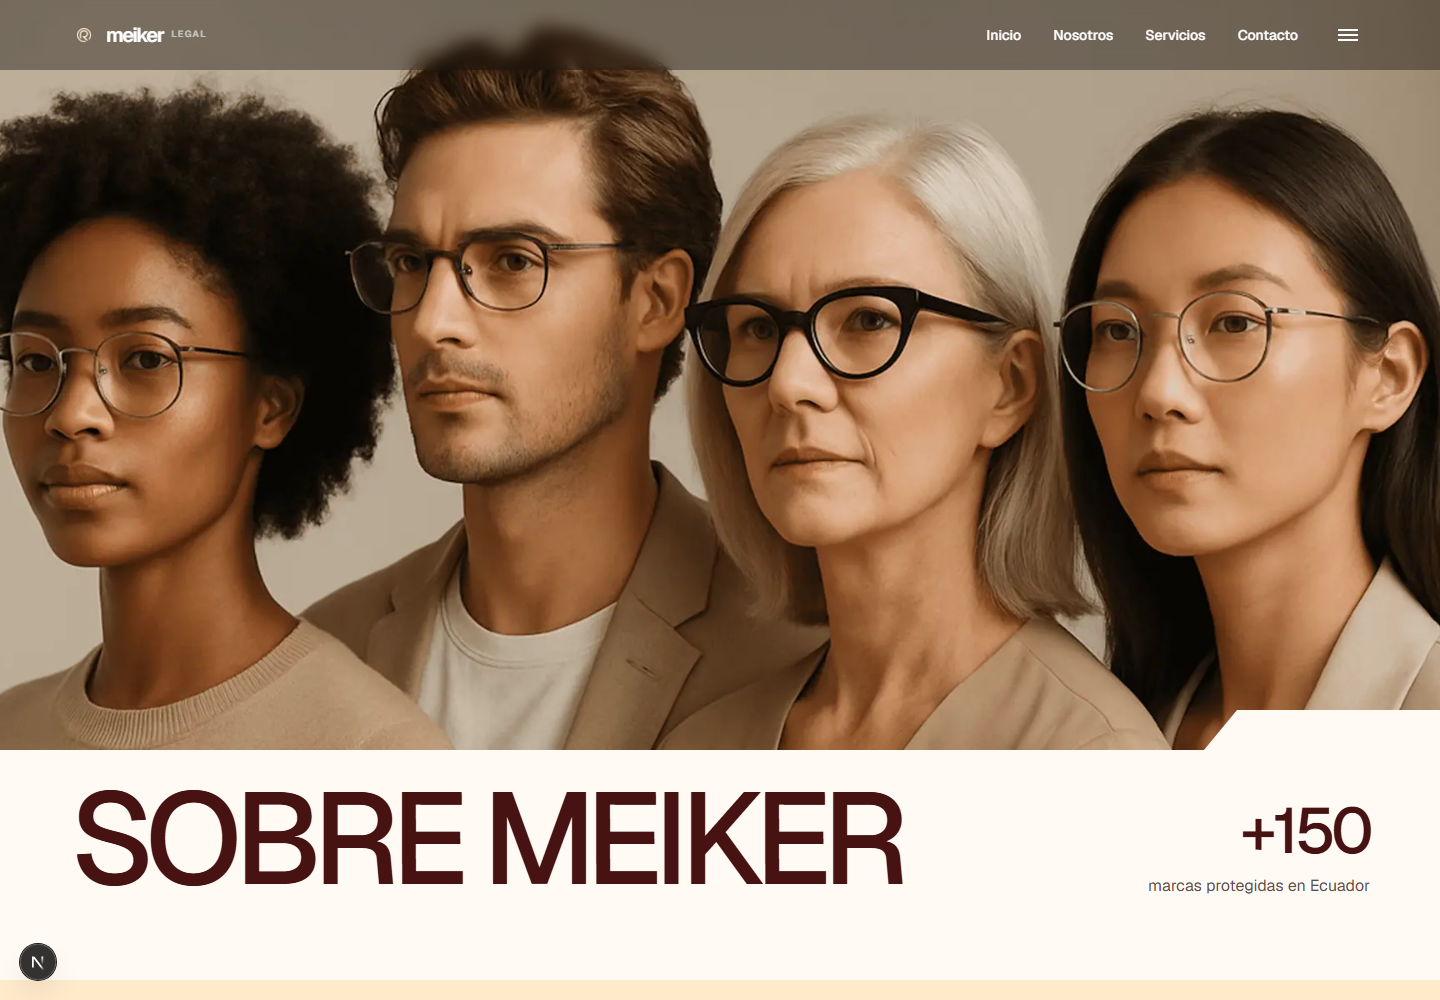 meiker LEGAL
Inicio Nosotros Servicios Contacto
SOBRE MEIKER
+150
marcas protegidas en Ecuador
N